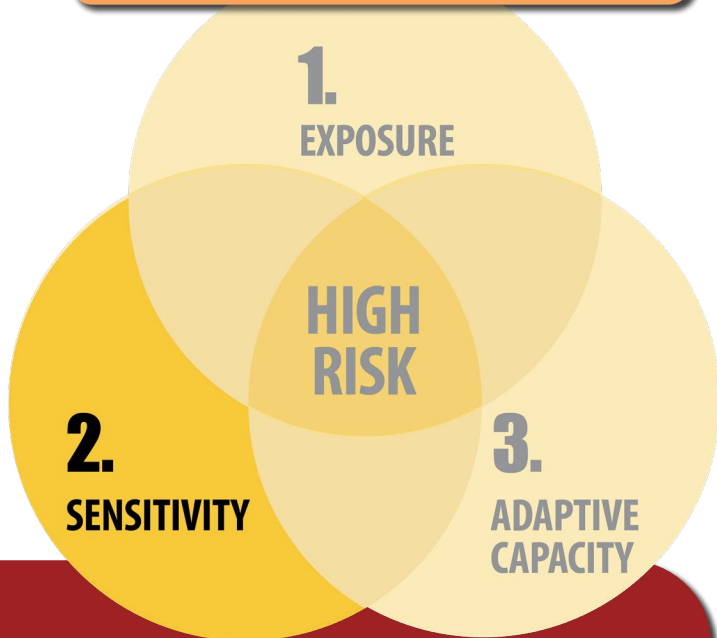 1.
EXPOSURE
HIGH
RISK
2.
SENSITIVITY
3.
ADAPTIVE
CAPACITY